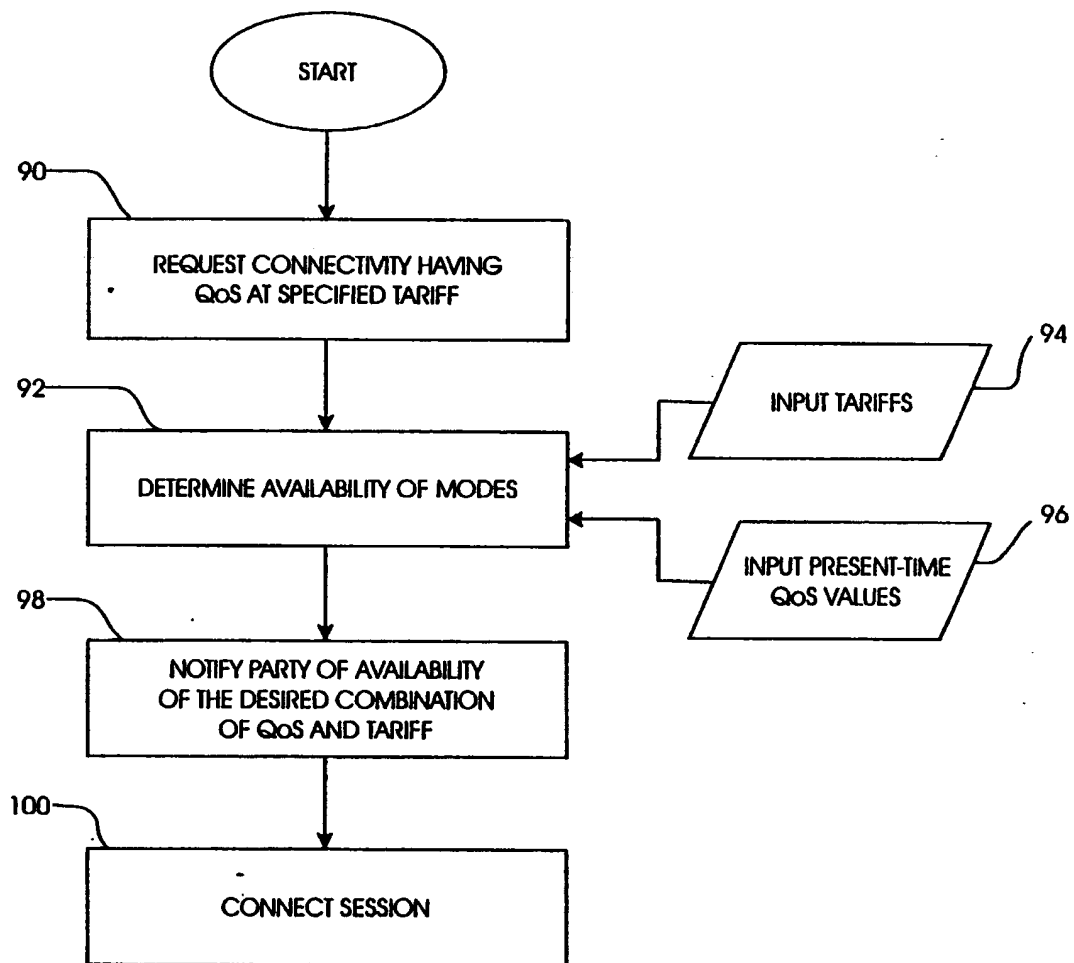 START
90
REQUEST CONNECTIVITY HAVING
QoS AT SPECIFIED TARIFF
92
DETERMINE AVAILABILITY OF MODES
94
INPUT TARIFFS
96
INPUT PRESENT-TIME
QoS VALUES
98
NOTIFY PARTY OF AVAILABILITY
OF THE DESIRED COMBINATION
OF QoS AND TARIFF
100
CONNECT SESSION